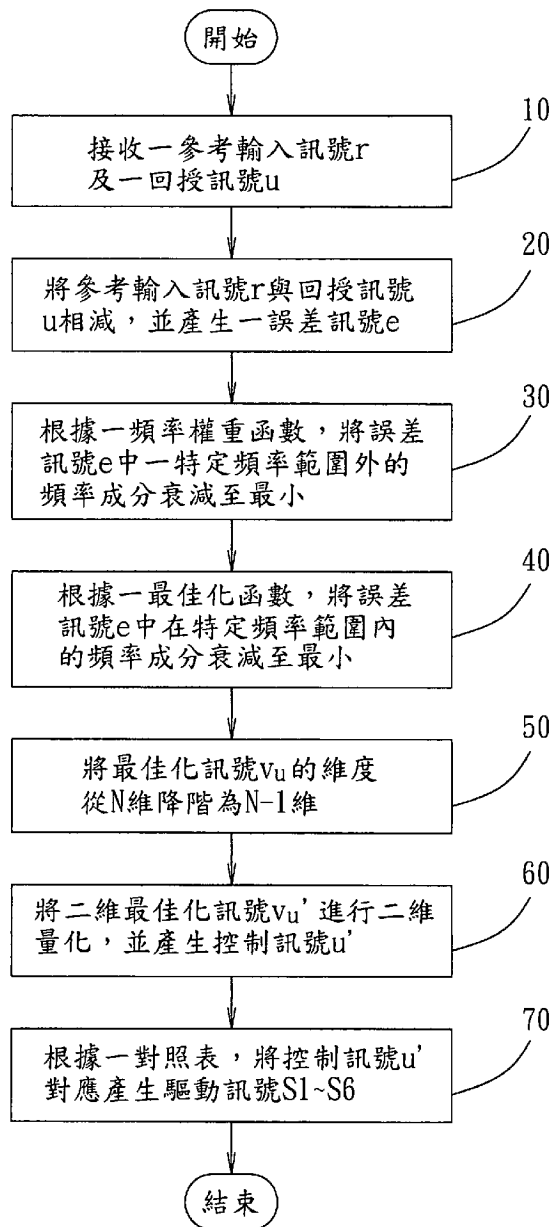 開始
10
接收一參考輸入訊號r
及一回授訊號u
20
將參考輸入訊號r與回授訊號
u相減，並產生一誤差訊號e
30
根據一頻率權重函數，將誤差
訊號e中一特定頻率範圍外的
頻率成分衰減至最小
40
根據一最佳化函數，將誤差
訊號e中在特定頻率範圍內
的頻率成分衰減至最小
50
將最佳化訊號vu的維度
從N維降階為N-1維
60
將二維最佳化訊號vu'進行二維
量化，並產生控制訊號u'
70
根據一對照表，將控制訊號u'
對應產生驅動訊號S1~S6
結束